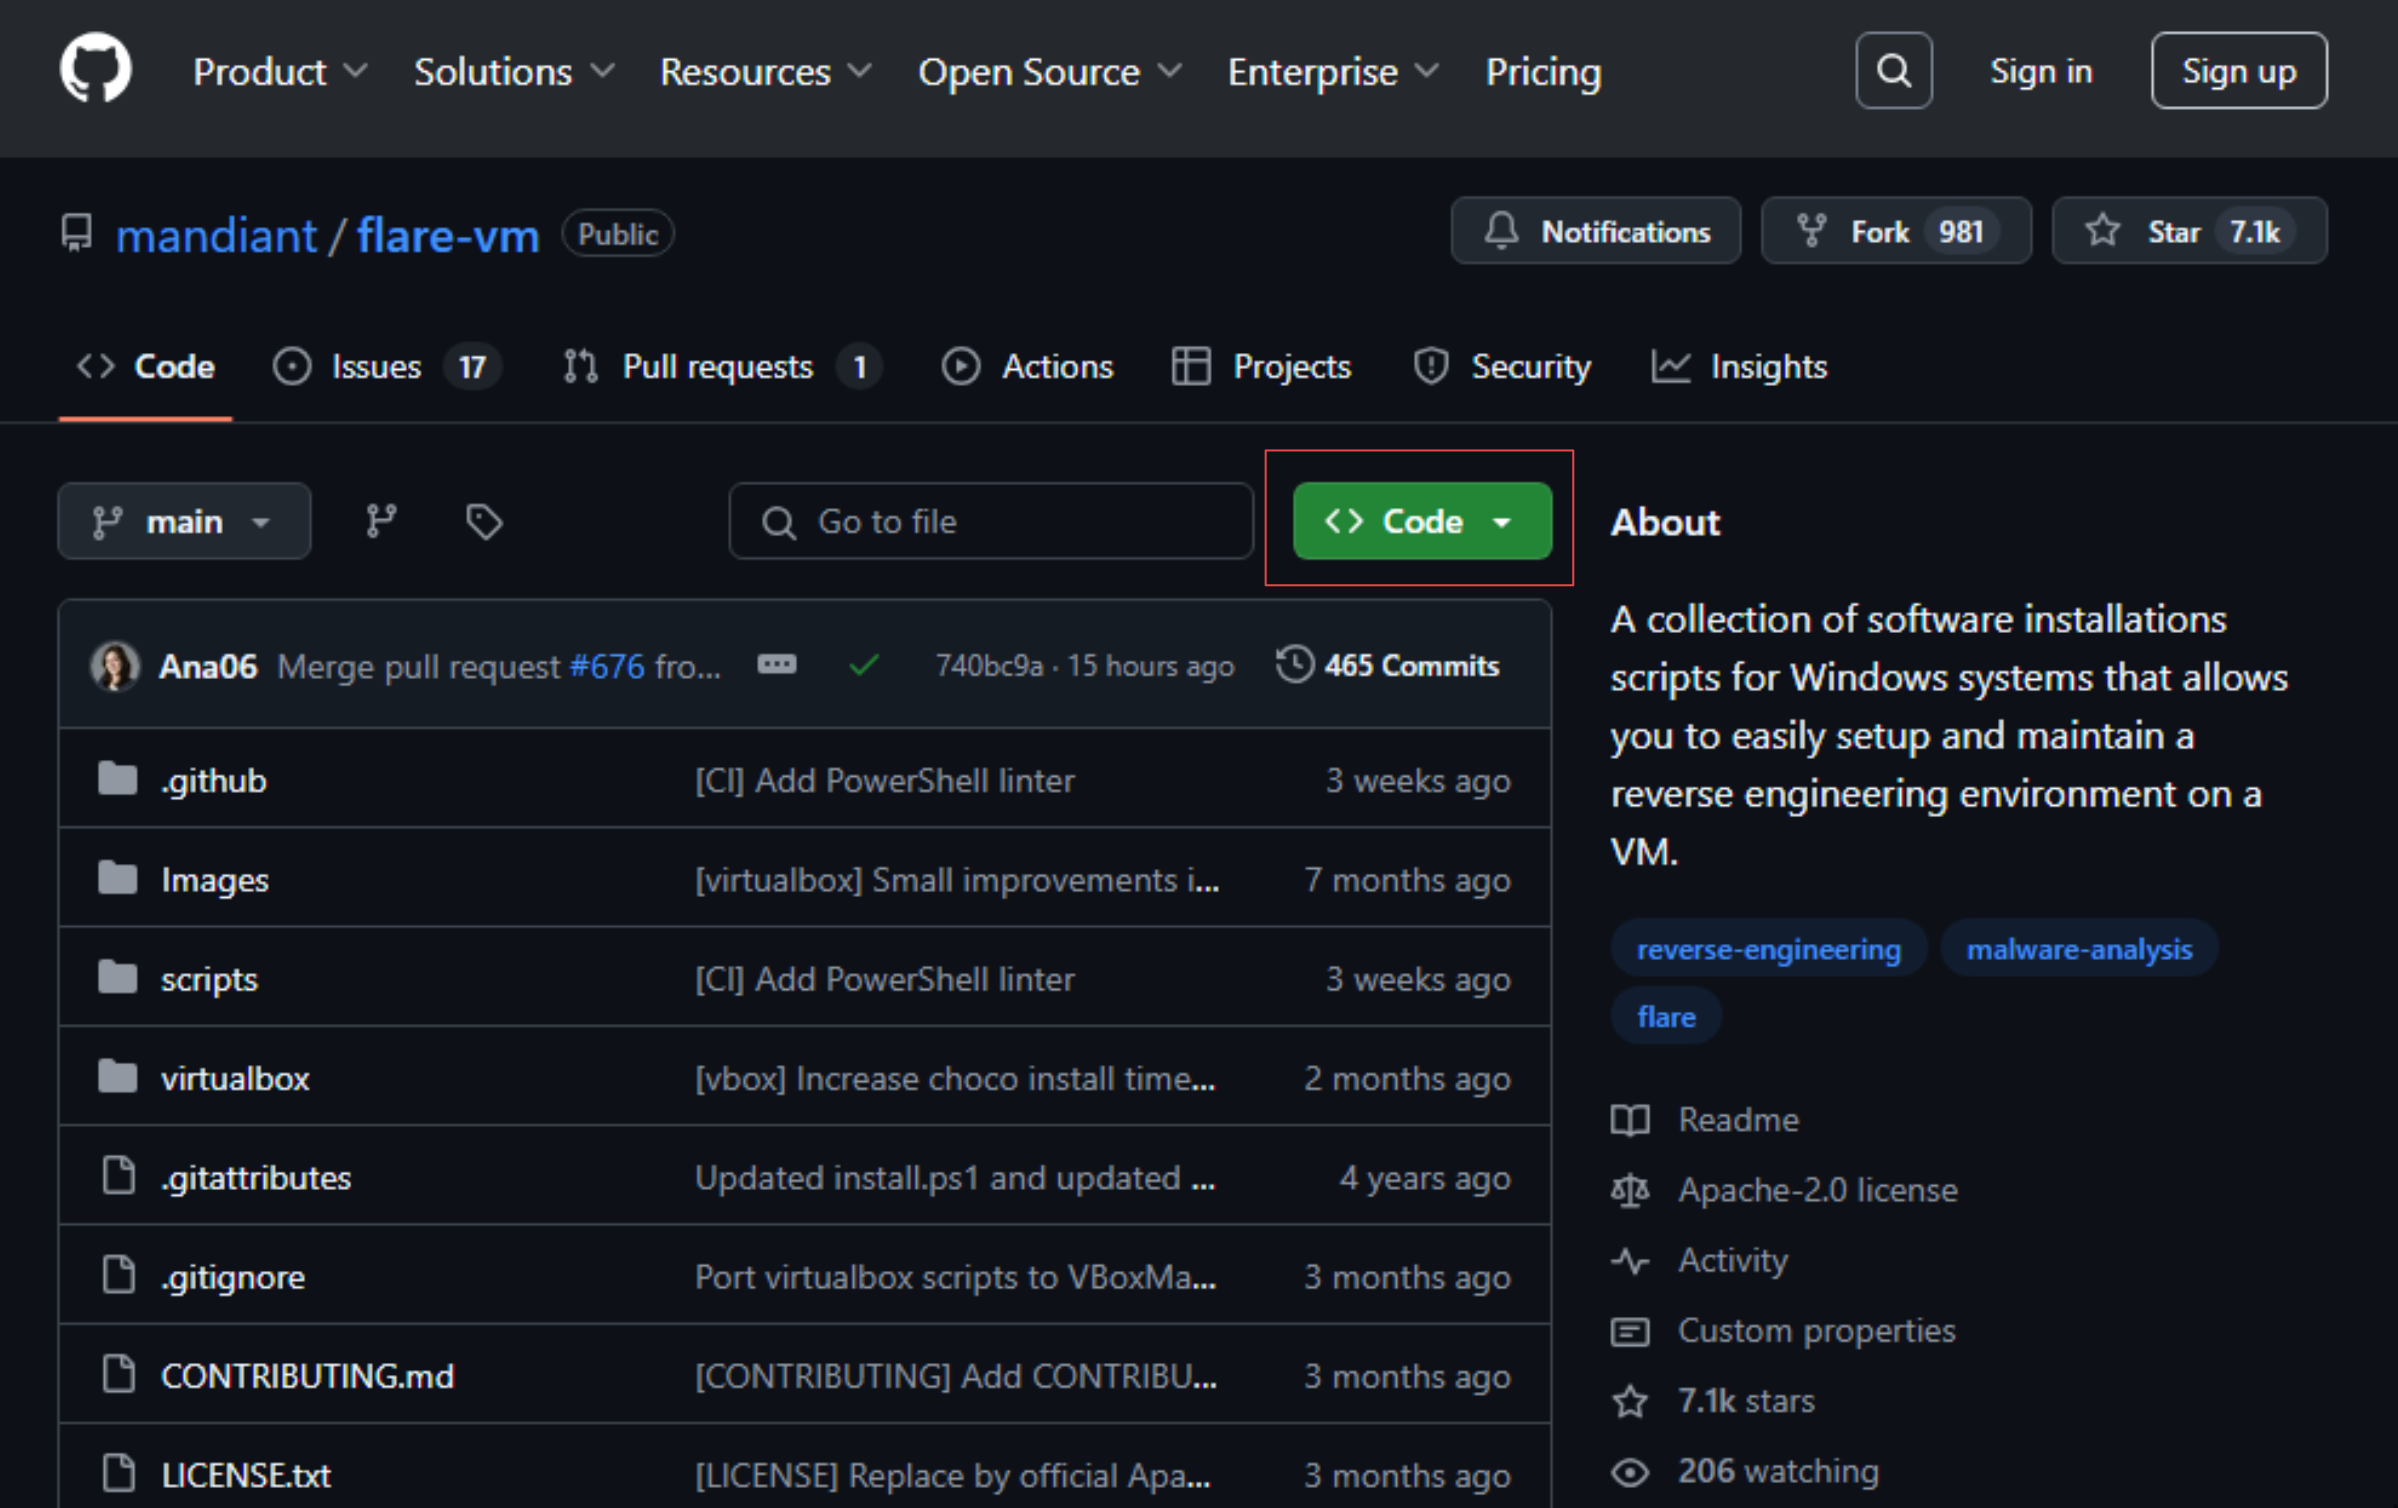 Product Solutions Resources Open Source Enterprise Pricing Sign in Sign up
mandiant / flare-vm Public Notifications Fork 981 Star 7.1k
Code Issues 17 Pull requests 1 Actions Projects Security Insights
main Go to file Code
Ana06 Merge pull request #676 fro... 740bc9a · 15 hours ago 465 Commits
.github [CI] Add PowerShell linter 3 weeks ago
Images [virtualbox] Small improvements i... 7 months ago
scripts [CI] Add PowerShell linter 3 weeks ago
virtualbox [vbox] Increase choco install time... 2 months ago
.gitattributes Updated install.ps1 and updated ... 4 years ago
.gitignore Port virtualbox scripts to VBoxMa... 3 months ago
CONTRIBUTING.md [CONTRIBUTING] Add CONTRIBU... 3 months ago
LICENSE.txt [LICENSE] Replace by official Apa... 3 months ago
About
A collection of software installations
scripts for Windows systems that allows
you to easily setup and maintain a
reverse engineering environment on a
VM.
reverse-engineering malware-analysis
flare
Readme
Apache-2.0 license
Activity
Custom properties
7.1k stars
206 watching